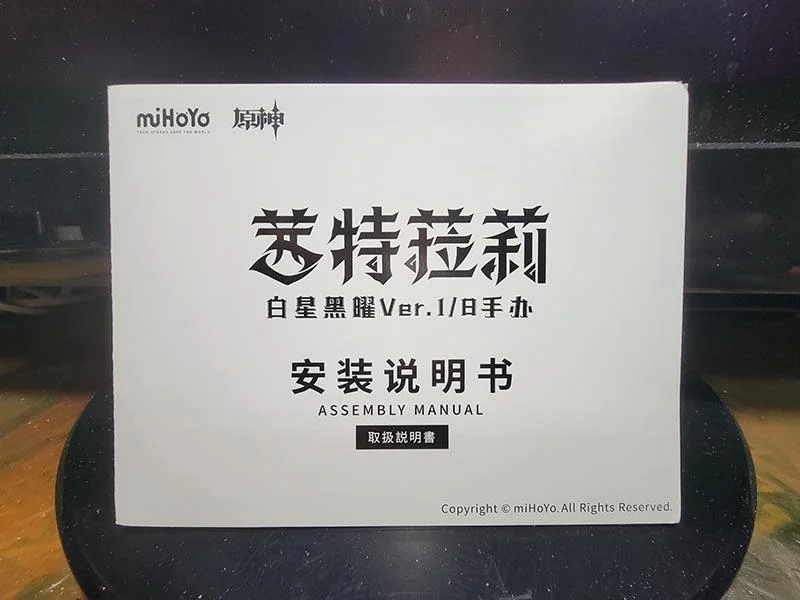 miHoYo 原神
TECH OTAKUS SAVE THE WORLD
茜特菈莉
白星黑曜Ver.1/8手办
安装说明书
ASSEMBLY MANUAL
取扱説明書
Copyright © miHoYo. All Rights Reserved.